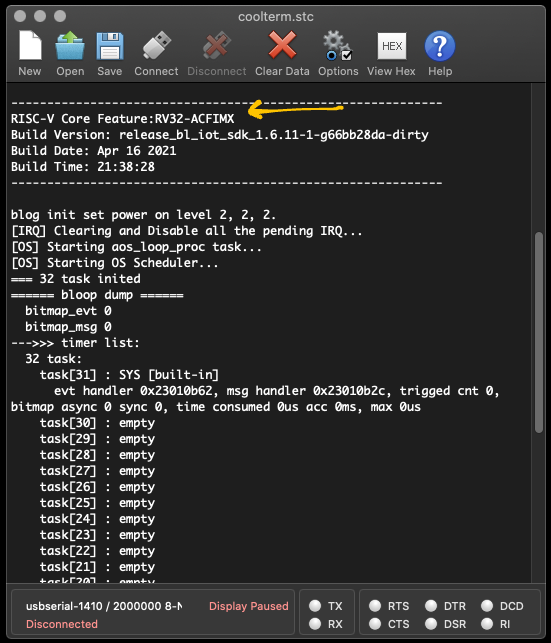 coolterm.stc
New Open Save Connect Disconnect Clear Data Options View Hex Help
HEX
?
------------------------------------------------------------
RISC-V Core Feature:RV32-ACFIMX
Build Version: release_bl_iot_sdk_1.6.11-1-g66bb28da-dirty
Build Date: Apr 16 2021
Build Time: 21:38:28
------------------------------------------------------------
blog init set power on level 2, 2, 2.
[IRQ] Clearing and Disable all the pending IRQ...
[OS] Starting aos_loop_proc task...
[OS] Starting OS Scheduler...
=== 32 task inited
====== bloop dump ======
bitmap_evt 0
bitmap_msg 0
--->>> timer list:
32 task:
task[31] : SYS [built-in]
evt handler 0x23010b62, msg handler 0x23010b2c, trigged cnt 0,
bitmap async 0 sync 0, time consumed 0us acc 0ms, max 0us
task[30] : empty
task[29] : empty
task[28] : empty
task[27] : empty
task[26] : empty
task[25] : empty
task[24] : empty
task[23] : empty
task[22] : empty
task[21] : empty
task[20] : empty
usbserial-1410 / 2000000 8-N
Display Paused
Disconnected
TX RTS DTR DCD
RX CTS DSR RI